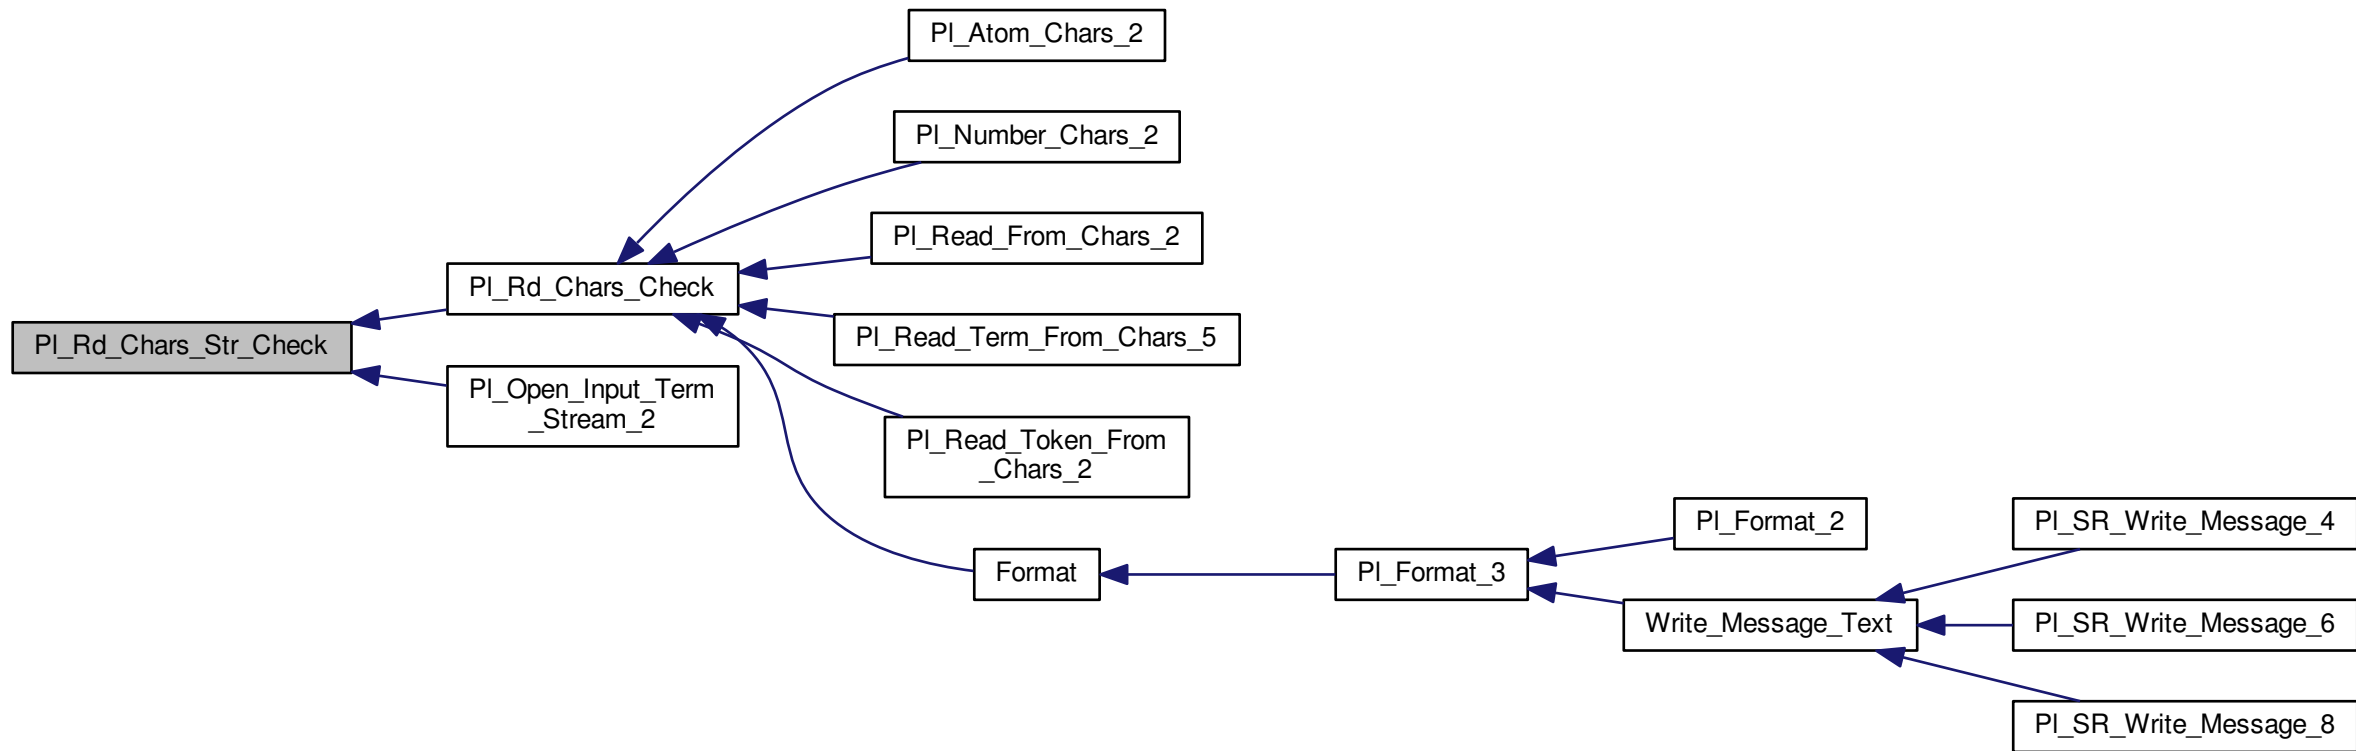 Pl_Atom_Chars_2
Pl_Number_Chars_2
Pl_Read_From_Chars_2
Pl_Rd_Chars_Check
Pl_Read_Term_From_Chars_5
Pl_Rd_Chars_Str_Check
Pl_Open_Input_Term
_Stream_2
Pl_Read_Token_From
_Chars_2
Pl_Format_2
Pl_SR_Write_Message_4
Format
Pl_Format_3
Write_Message_Text
Pl_SR_Write_Message_6
Pl_SR_Write_Message_8